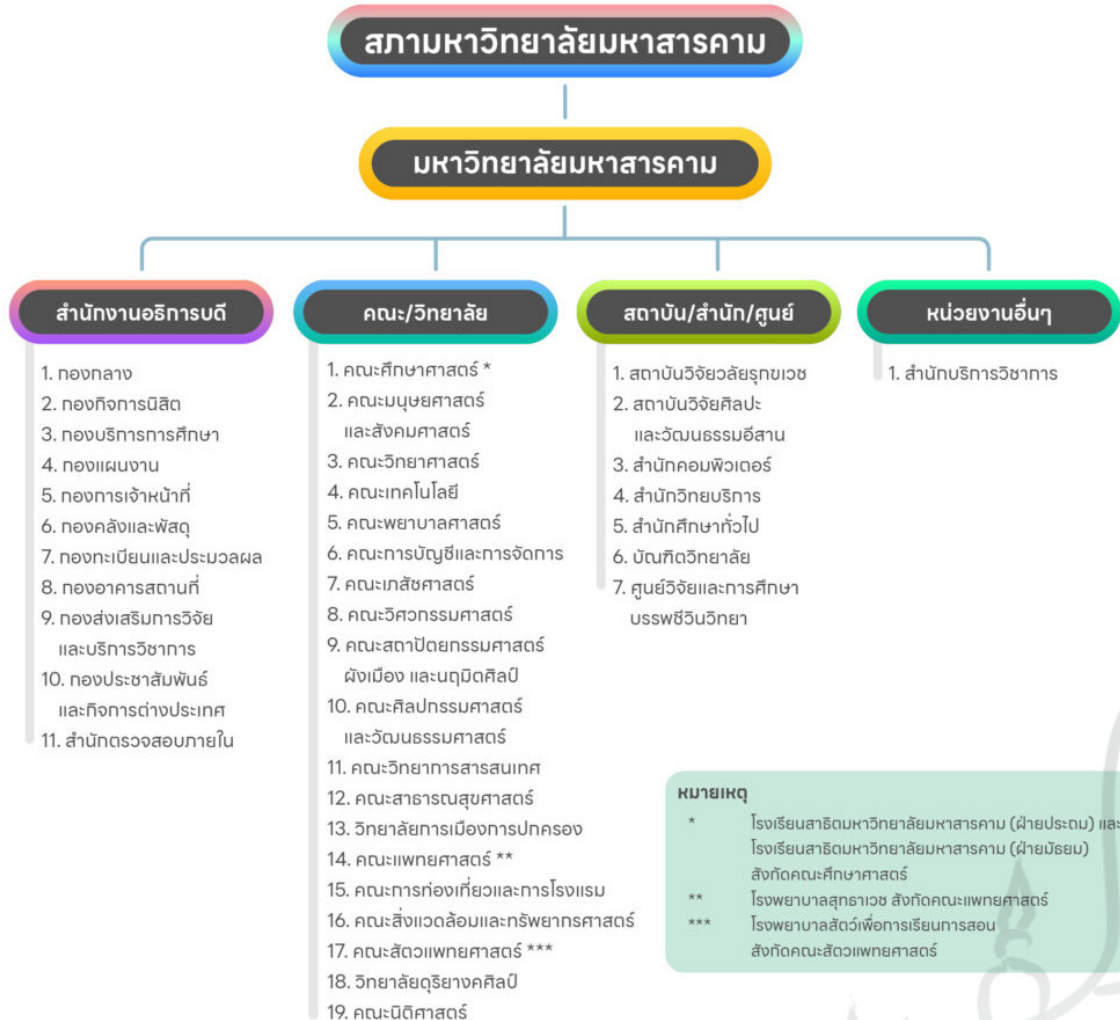 สภามหาวิทยาลัยมหาสารคาม
มหาวิทยาลัยมหาสารคาม
สำนักงานอธิการบดี
1. กองกลาง
2. กองกิจการนิสิต
3. กองบริการการศึกษา
4. กองแผนงาน
5. กองการเจ้าหน้าที่
6. กองคลังและพัสดุ
7. กองทะเบียนและประมวลผล
8. กองอาคารสถานที่
9. กองส่งเสริมการวิจัย
และบริการวิชาการ
10. กองประชาสัมพันธ์
และกิจการต่างประเทศ
11. สำนักตรวจสอบภายใน
คณะ/วิทยาลัย
1. คณะศึกษาศาสตร์ *
2. คณะมนุษยศาสตร์
และสังคมศาสตร์
3. คณะวิทยาศาสตร์
4. คณะเทคโนโลยี
5. คณะพยาบาลศาสตร์
6. คณะการบัญชีและการจัดการ
7. คณะเภสัชศาสตร์
8. คณะวิศวกรรมศาสตร์
9. คณะสถาปัตยกรรมศาสตร์
ผังเมือง และนฤมิตศิลป์
10. คณะศิลปกรรมศาสตร์
และวัฒนธรรมศาสตร์
11. คณะวิทยาการสารสนเทศ
12. คณะสาธารณสุขศาสตร์
13. วิทยาลัยการเมืองการปกครอง
14. คณะแพทยศาสตร์ **
15. คณะการท่องเที่ยวและการโรงแรม
16. คณะสิ่งแวดล้อมและทรัพยากรศาสตร์
17. คณะสัตวแพทยศาสตร์ ***
18. วิทยาลัยดุริยางคศิลป์
19. คณะนิติศาสตร์
สถาบัน/สำนัก/ศูนย์
1. สถาบันวิจัยวลัยรุกขเวช
2. สถาบันวิจัยศิลปะ
และวัฒนธรรมอีสาน
3. สำนักคอมพิวเตอร์
4. สำนักวิทยบริการ
5. สำนักศึกษาทั่วไป
6. บัณฑิตวิทยาลัย
7. ศูนย์วิจัยและการศึกษา
บรรพชีวินวิทยา
หน่วยงานอื่นๆ
1. สำนักบริการวิชาการ
หมายเหตุ
* โรงเรียนสาธิตมหาวิทยาลัยมหาสารคาม (ฝ่ายประถม) และ
โรงเรียนสาธิตมหาวิทยาลัยมหาสารคาม (ฝ่ายมัธยม)
สังกัดคณะศึกษาศาสตร์
** โรงพยาบาลสุทธาเวช สังกัดคณะแพทยศาสตร์
*** โรงพยาบาลสัตว์เพื่อการเรียนการสอน
สังกัดคณะสัตวแพทยศาสตร์